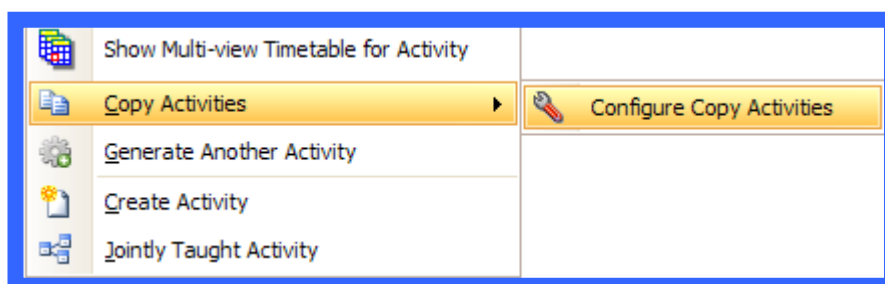 Show Multi-view Timetable for Activity
Copy Activities
Configure Copy Activities
Generate Another Activity
Create Activity
Jointly Taught Activity